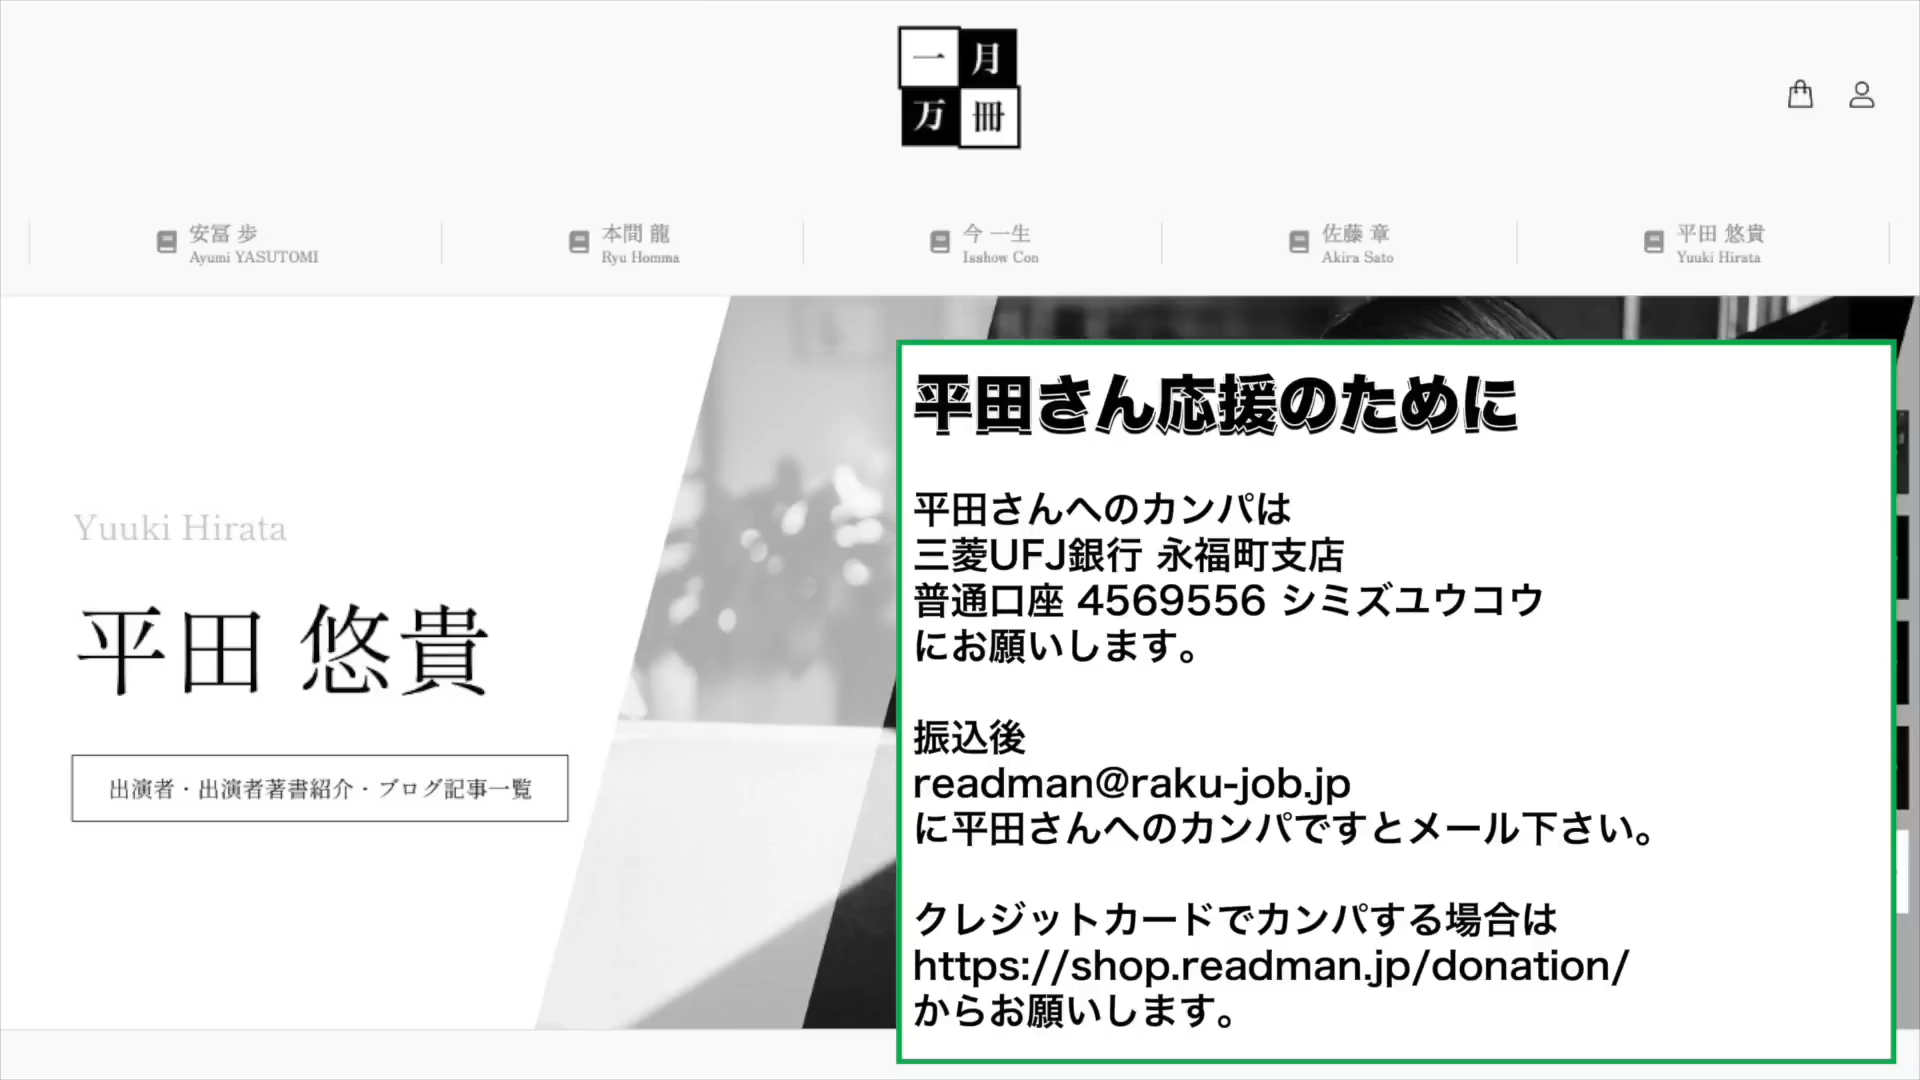 一月
万冊
安冨 歩
Ayumi YASUTOMI
本間 龍
Ryu Homma
今 一生
Isshow Con
佐藤 章
Akira Sato
平田 悠貴
Yuuki Hirata
Yuuki Hirata
平田 悠貴
出演者・出演者著書紹介・ブログ記事一覧
平田さん応援のために
平田さんへのカンパは
三菱UFJ銀行 永福町支店
普通口座 4569556 シミズユウコウ
にお願いします。
振込後
readman@raku-job.jp
に平田さんへのカンパですとメール下さい。
クレジットカードでカンパする場合は
https://shop.readman.jp/donation/
からお願いします。